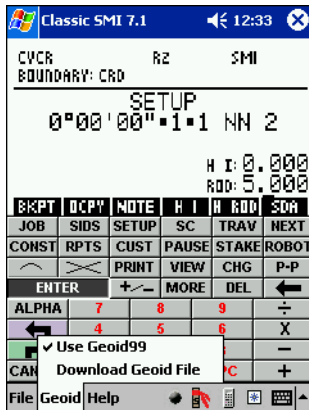 Classic SMI 7.1 12:33
CVCR RZ SMI
BOUNDARY: CRD
SETUP
0°00'00"▪1▪1 NN 2
H I: 0.000
ROD: 5.000
BKPT OCPY NOTE H I H ROD SDA
JOB SIDS SETUP SC TRAV NEXT
CONST RPTS CUST PAUSE STAKE ROBOT
PRINT VIEW CHG P-P
ENTER +/- MORE DEL
ALPHA 7 8 9 ÷
4 5 6 X
✓ Use Geoid99
−
Download Geoid File
CAN PC +
File Geoid Help